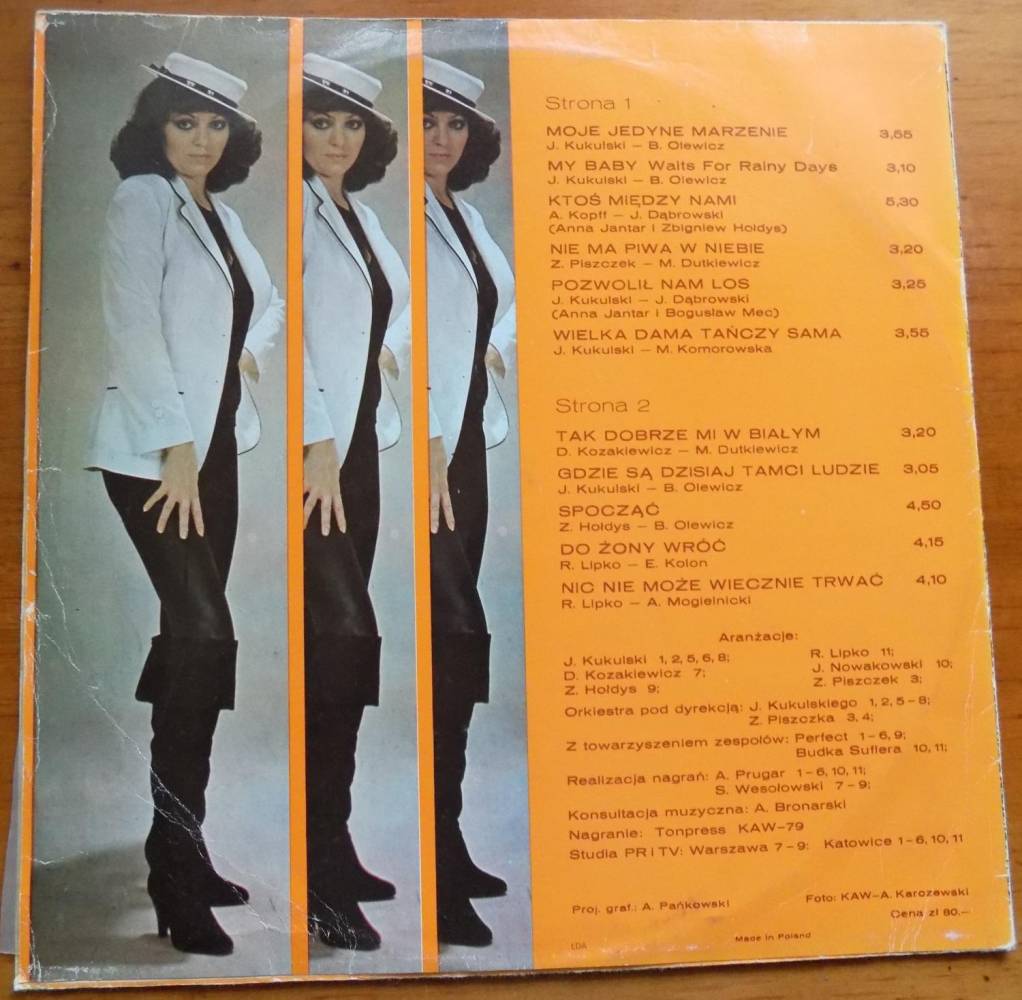 Strona 1
MOJE JEDYNE MARZENIE 3,55
J. Kukulski – B. Olewicz
MY BABY Waits For Rainy Days 3,10
J. Kukulski – B. Olewicz
KTOŚ MIĘDZY NAMI 5,30
A. Kopff – J. Dąbrowski
(Anna Jantar i Zbigniew Hołdys)
NIE MA PIWA W NIEBIE 3,20
Z. Piszczek – M. Dutkiewicz
POZWOLIŁ NAM LOS 3,25
J. Kukulski – J. Dąbrowski
(Anna Jantar i Bogusław Mec)
WIELKA DAMA TAŃCZY SAMA 3,55
J. Kukulski – M. Komorowska
Strona 2
TAK DOBRZE MI W BIAŁYM 3,20
D. Kozakiewicz – M. Dutkiewicz
GDZIE SĄ DZISIAJ TAMCI LUDZIE 3,05
J. Kukulski – B. Olewicz
SPOCZĄĆ 4,50
Z. Hołdys – B. Olewicz
DO ŻONY WRÓĆ 4,15
R. Lipko – E. Kolon
NIC NIE MOŻE WIECZNIE TRWAĆ 4,10
R. Lipko – A. Mogielnicki
Aranżacje:
J. Kukulski 1, 2, 5, 6, 8; R. Lipko 11;
D. Kozakiewicz 7; J. Nowakowski 10;
Z. Hołdys 9; Z. Piszczek 3;
Orkiestra pod dyrekcją: J. Kukulskiego 1, 2, 5–8;
Z. Piszczka 3, 4;
Z towarzyszeniem zespołów: Perfect 1–6, 9;
Budka Suflera 10, 11;
Realizacja nagrań: A. Prugar 1–6, 10, 11;
S. Wesołowski 7–9;
Konsultacja muzyczna: A. Bronarski
Nagranie: Tonpress KAW–79
Studia PR i TV: Warszawa 7–9: Katowice 1–6, 10, 11
Proj. graf.: A. Pańkowski Foto: KAW–A. Karczewski
Cena zł 80.–
LDA Made in Poland